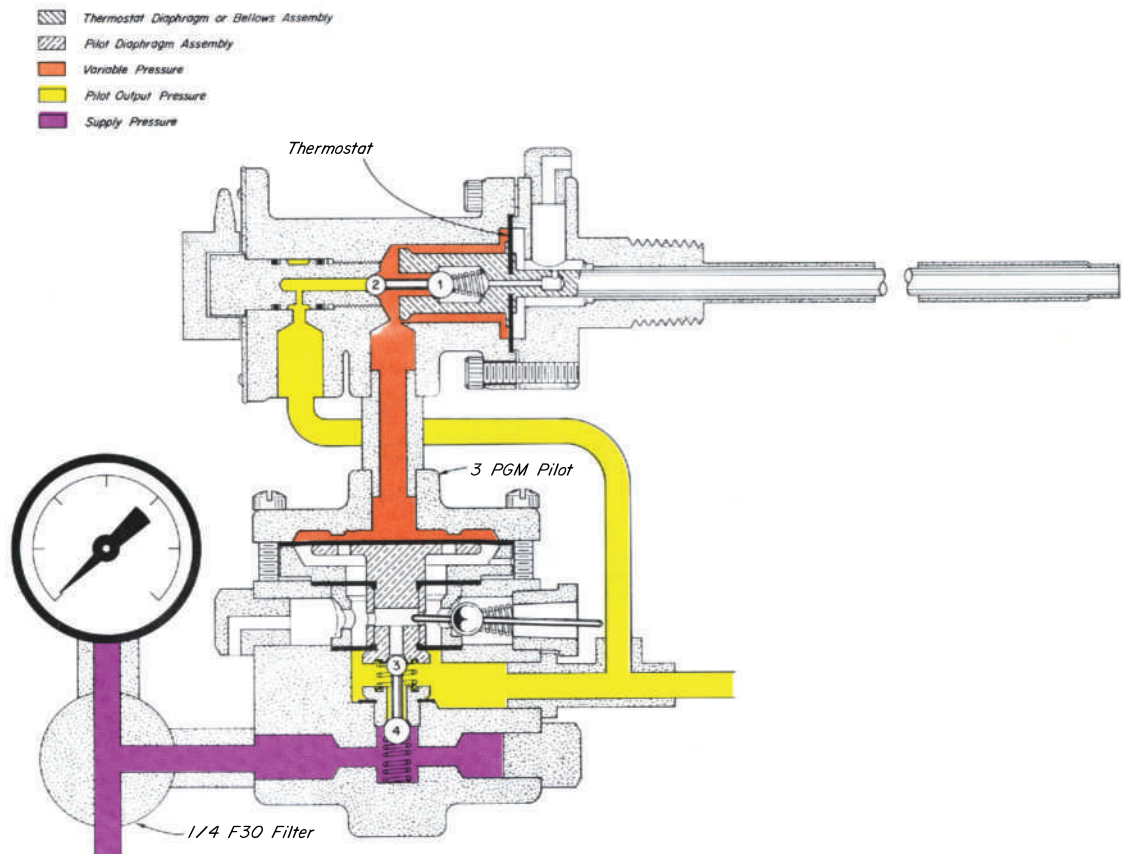 Thermostat Diaphragm or Bellows Assembly
Pilot Diaphragm Assembly
Variable Pressure
Pilot Output Pressure
Supply Pressure
Thermostat
2
1
3 PGM Pilot
3
4
1/4 F30 Filter